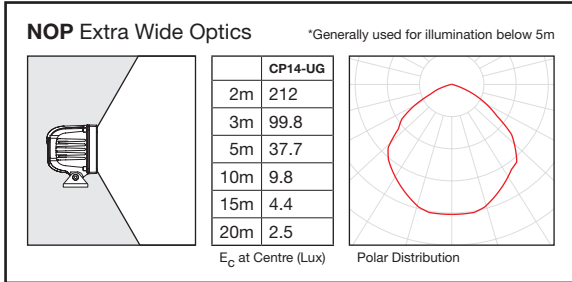 NOP Extra Wide Optics
*Generally used for illumination below 5m
CP14-UG
2m 212
3m 99.8
5m 37.7
10m 9.8
15m 4.4
20m 2.5
EC at Centre (Lux)
Polar Distribution